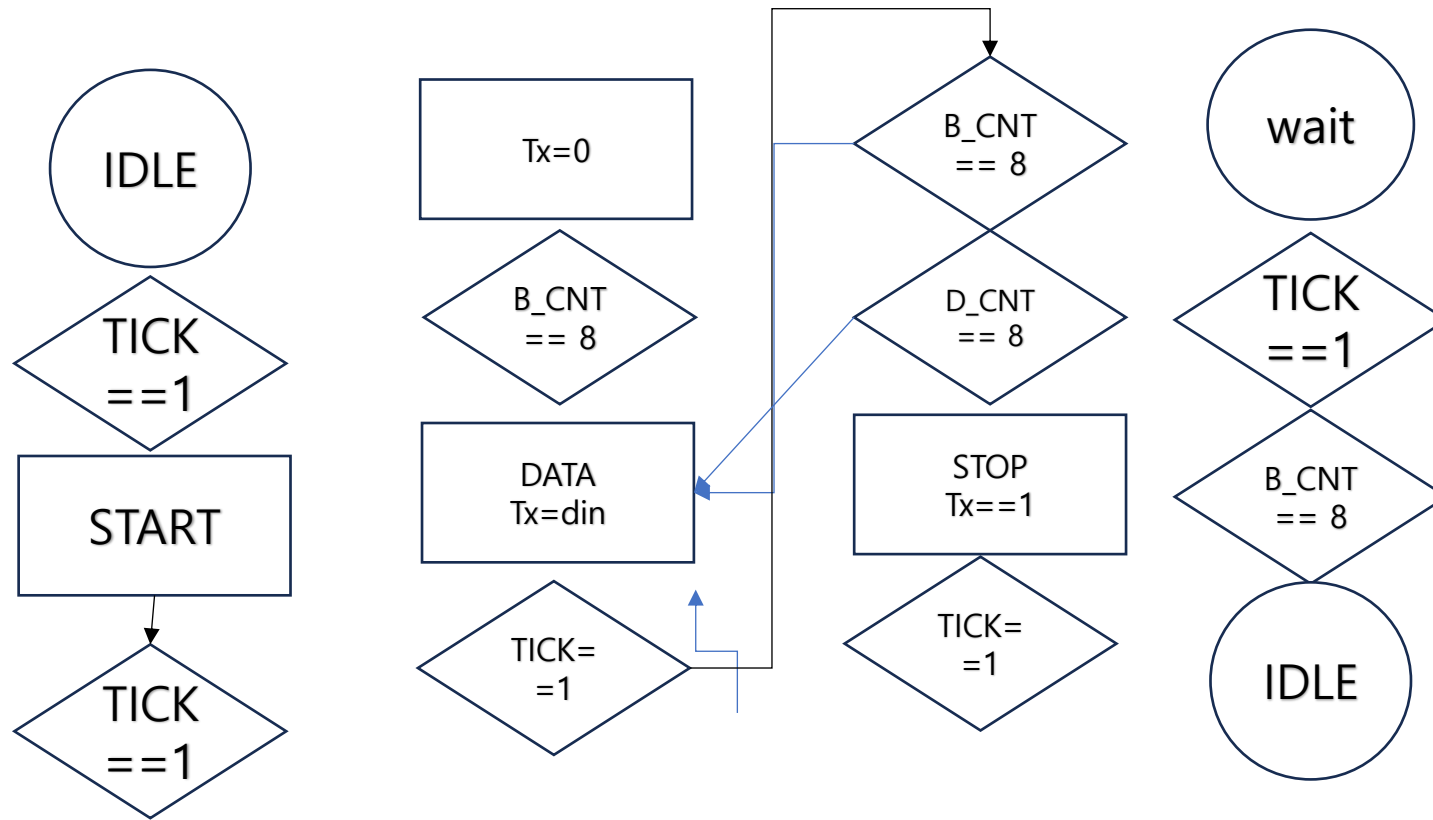 IDLE
TICK
==1
START
TICK
==1
Tx=0
B_CNT
== 8
DATA
Tx=din
TICK=
=1
B_CNT
== 8
D_CNT
== 8
STOP
Tx==1
TICK=
=1
wait
TICK
==1
B_CNT
== 8
IDLE